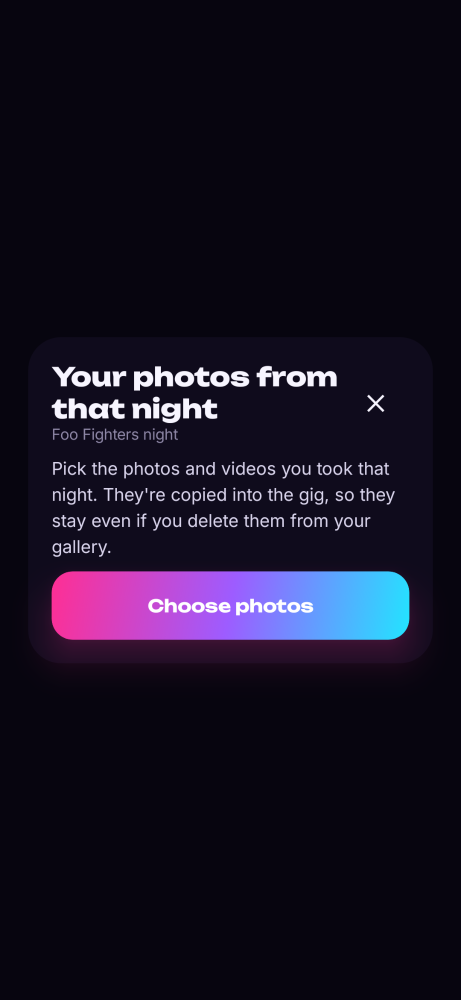 Your photos from
that night
Foo Fighters night
Pick the photos and videos you took that
night. They're copied into the gig, so they
stay even if you delete them from your
gallery.
Choose photos